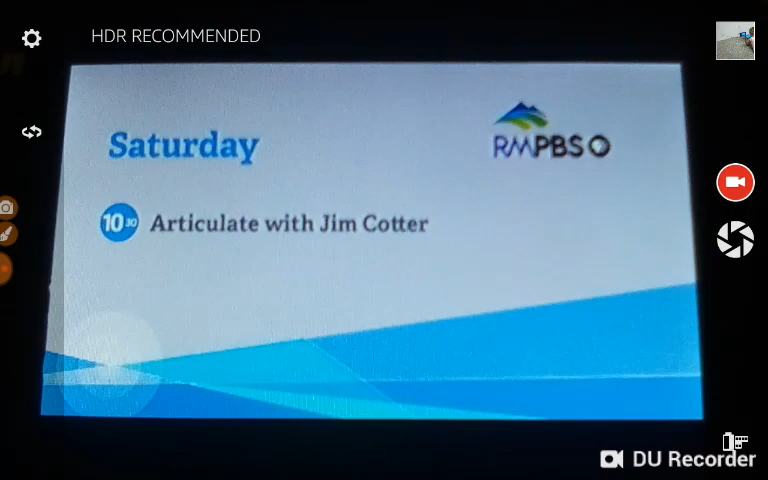 HDR RECOMMENDED
Saturday
RMPBS
10 30 Articulate with Jim Cotter
DU Recorder